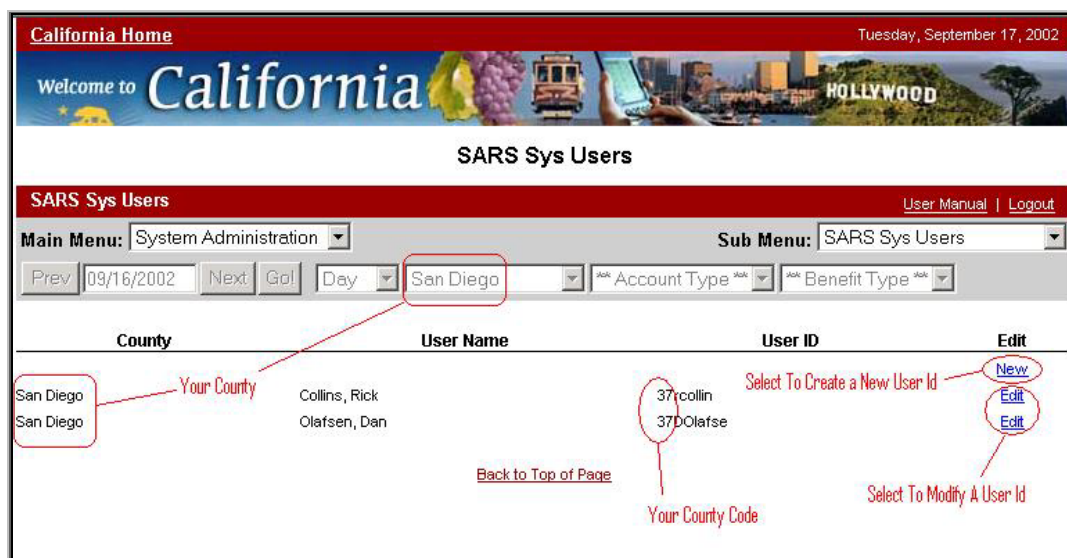 California Home
Tuesday, September 17, 2002
Welcome to California
HOLLYWOOD
SARS Sys Users
SARS Sys Users
User Manual | Logout
Main Menu: System Administration
Sub Menu: SARS Sys Users
Prev 09/16/2002 Next Go! Day San Diego ** Account Type ** ** Benefit Type **
County User Name User ID Edit
New
Your County
Select To Create a New User Id
San Diego Collins, Rick 37rcollin Edit
San Diego Olafsen, Dan 37DOlafse Edit
Back to Top of Page
Select To Modify A User Id
Your County Code